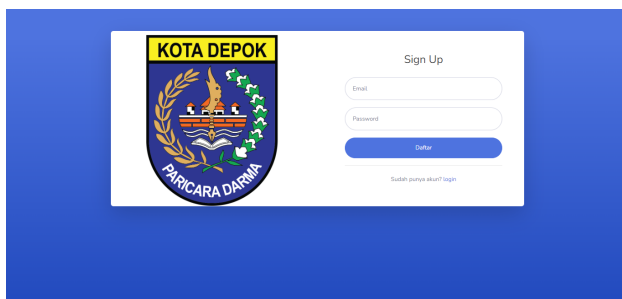 KOTA DEPOK
PARICARA DARMA
Sign Up
Email
Password
Daftar
Sudah punya akun? login